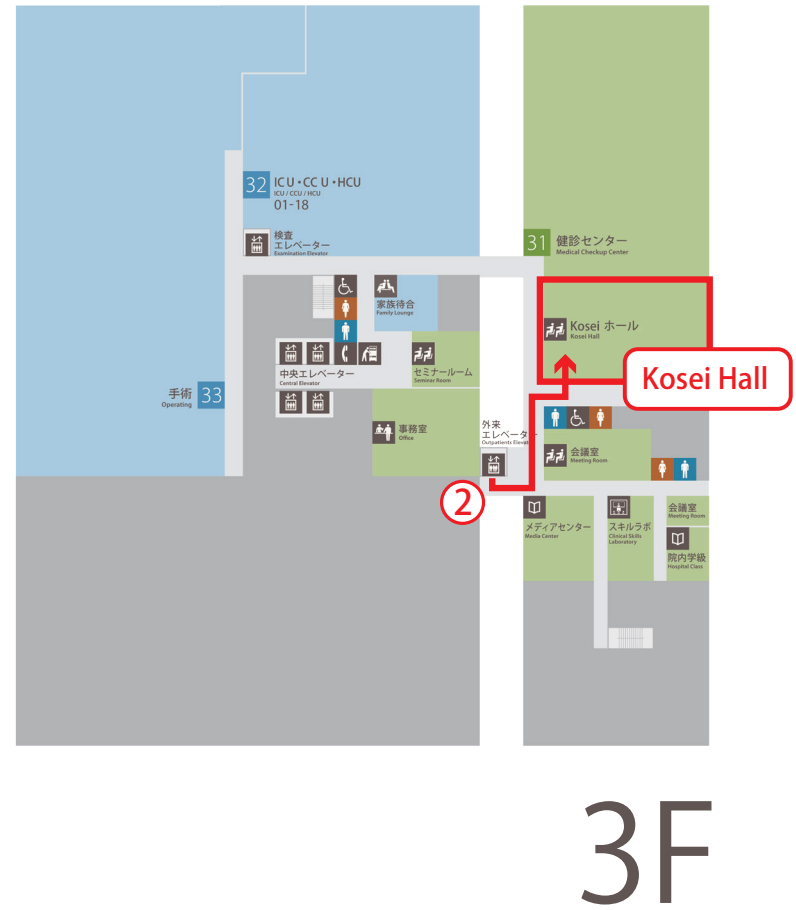 32 ICU・CCU・HCU
ICU / CCU / HCU
01-18
検査
エレベーター
Examination Elevator
31 健診センター
Medical Checkup Center
家族待合
Family Lounge
Kosei ホール
Kosei Hall
Kosei Hall
中央エレベーター
Central Elevator
セミナールーム
Seminar Room
手術 33
Operating
事務室
Office
外来
エレベーター
Outpatients Elevator
会議室
Meeting Room
②
メディアセンター
Media Center
スキルラボ
Clinical Skills
Laboratory
会議室
Meeting Room
院内学級
Hospital Class
3F